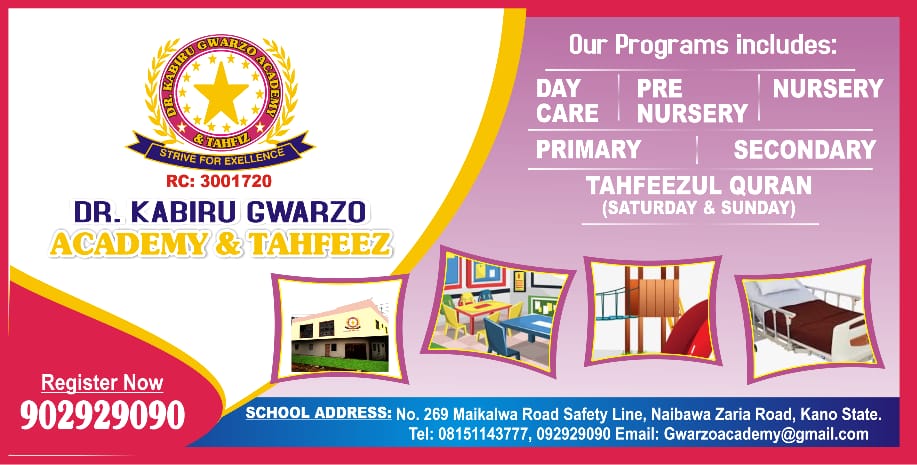 DR. KABIRU GWARZO ACADEMY
& TAHFIZ
STRIVE FOR EXELLENCE
RC: 3001720
DR. KABIRU GWARZO
ACADEMY & TAHFEEZ
Register Now
902929090
Our Programs includes:
DAY CARE
PRE NURSERY
NURSERY
PRIMARY
SECONDARY
TAHFEEZUL QURAN
(SATURDAY & SUNDAY)
SCHOOL ADDRESS: No. 269 Maikalwa Road Safety Line, Naibawa Zaria Road, Kano State.
Tel: 08151143777, 092929090 Email: Gwarzoacademy@gmail.com